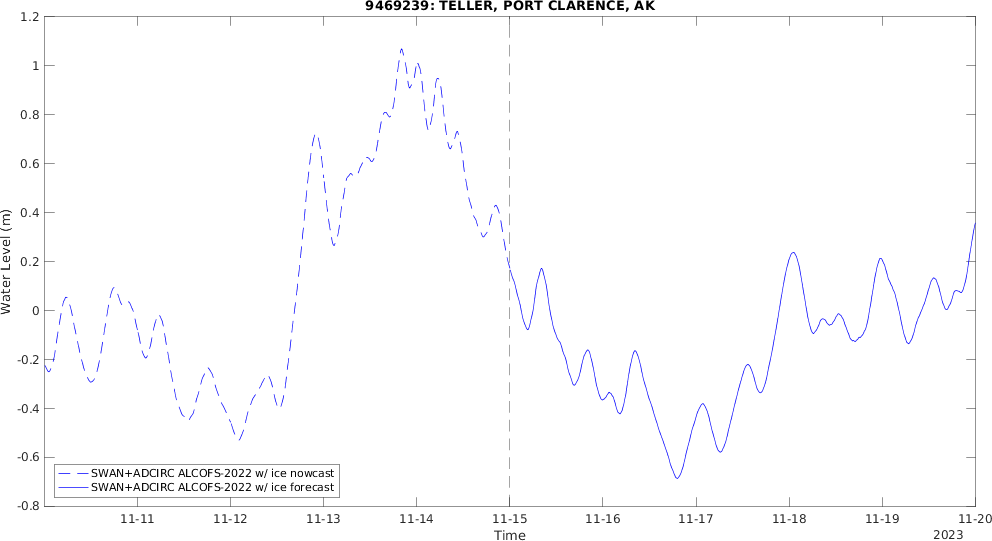 9469239: TELLER, PORT CLARENCE, AK
1.2
1
0.8
0.6
0.4
0.2
0
-0.2
-0.4
-0.6
-0.8
Water Level (m)
SWAN+ADCIRC ALCOFS-2022 w/ ice nowcast
SWAN+ADCIRC ALCOFS-2022 w/ ice forecast
11-11 11-12 11-13 11-14 11-15 11-16 11-17 11-18 11-19 11-20
Time
2023